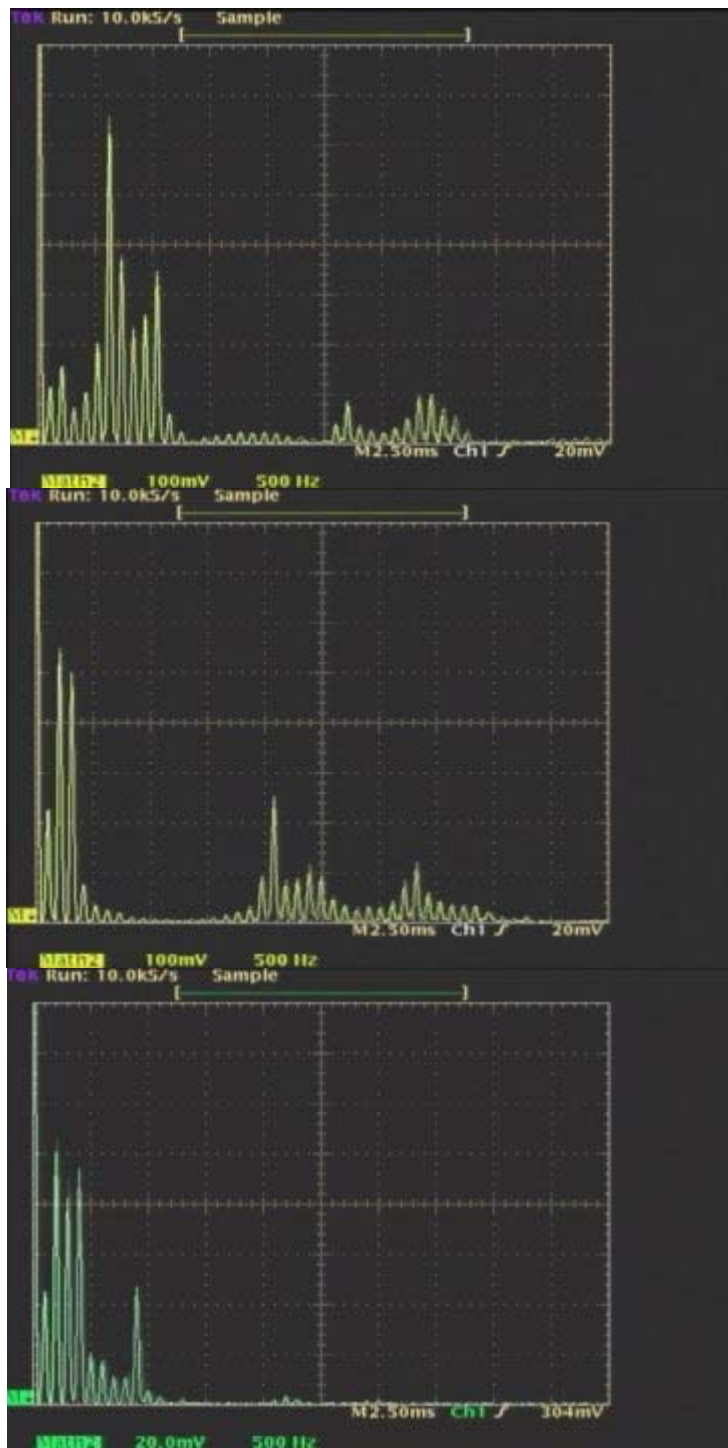 Tek Run: 10.0kS/s Sample
M
M2.50ms Ch1 20mV
Math2 100mV 500 Hz
Tek Run: 10.0kS/s Sample
M
M2.50ms Ch1 20mV
Math2 100mV 500 Hz
Tek Run: 10.0kS/s Sample
M
M2.50ms Ch1 304mV
Math2 20.0mV 500 Hz